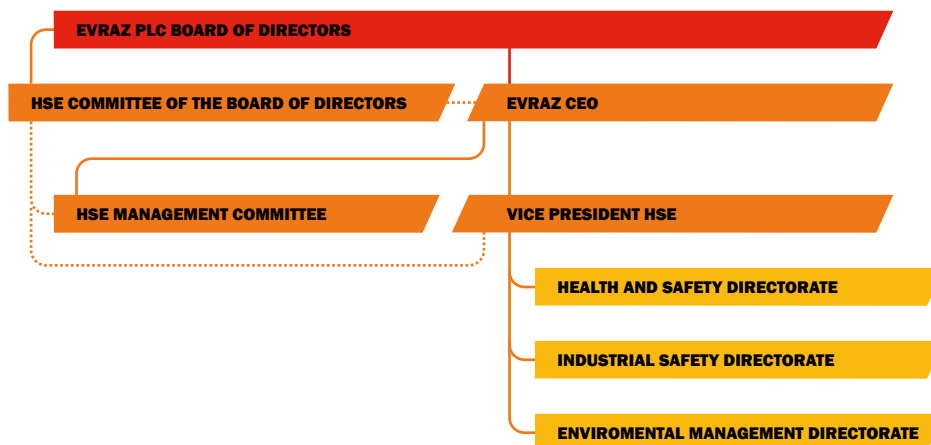 EVRAZ PLC BOARD OF DIRECTORS
HSE COMMITTEE OF THE BOARD OF DIRECTORS
EVRAZ CEO
HSE MANAGEMENT COMMITTEE
VICE PRESIDENT HSE
HEALTH AND SAFETY DIRECTORATE
INDUSTRIAL SAFETY DIRECTORATE
ENVIROMENTAL MANAGEMENT DIRECTORATE